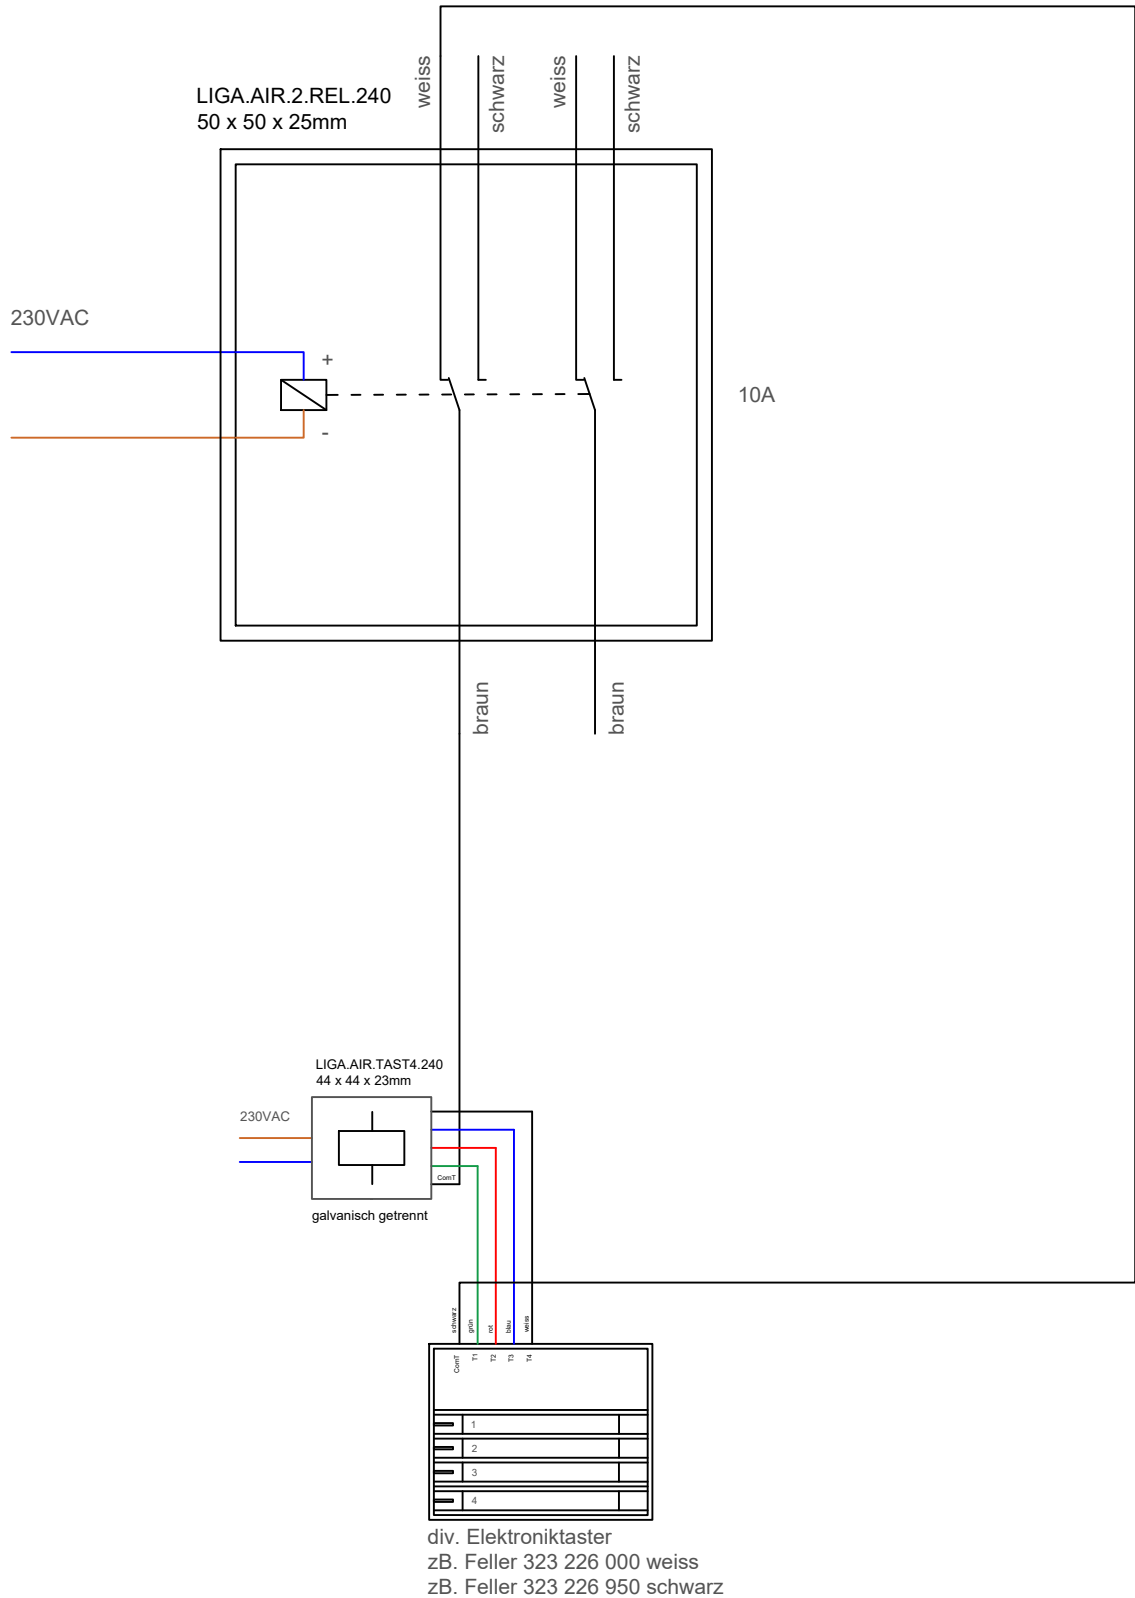 weiss
schwarz
weiss
schwarz
LIGA.AIR.2.REL.240
50 x 50 x 25mm
230VAC
+
-
10A
braun
braun
LIGA.AIR.TAST4.240
44 x 44 x 23mm
230VAC
ComT
galvanisch getrennt
schwarz
grün
rot
blau
weiss
ComT
T1
T2
T3
T4
1
2
3
4
div. Elektroniktaster
zB. Feller 323 226 000 weiss
zB. Feller 323 226 950 schwarz